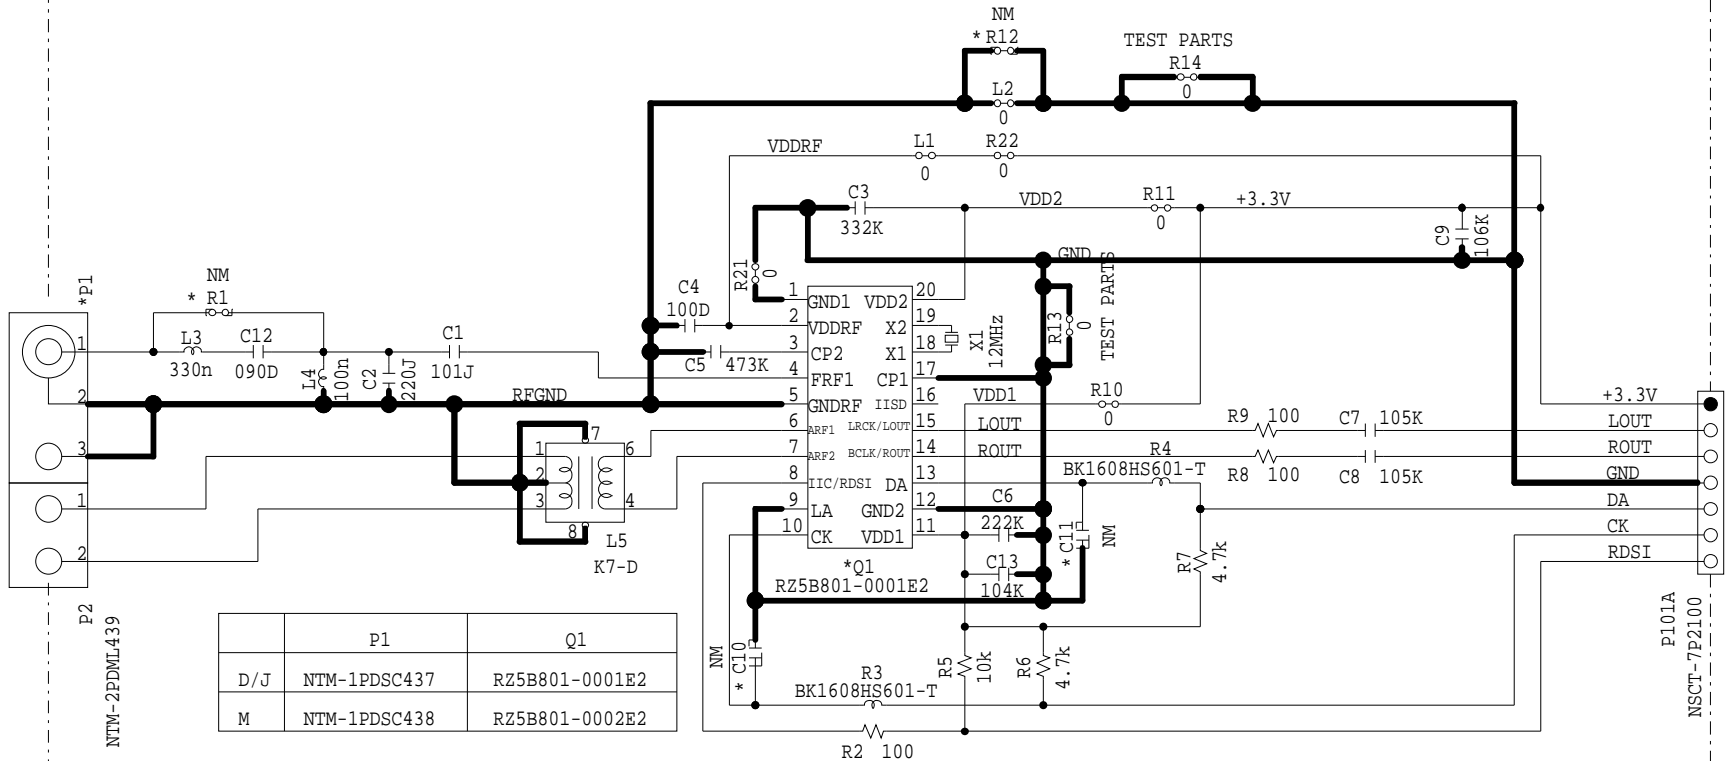 NM
* R12
TEST PARTS
R14
0
L2
0
VDDRF
L1
0
R22
0
C3
332K
VDD2
R11
0
+3.3V
C9
106K
GND
R21
0
R13
0
TEST PARTS
*P1
NM
* R1
L3
330n
C12
090D
L4
100n
C2
220J
C1
101J
C4
100D
C5
473K
RFGND
1
2
3
1
2
P2
NTM-2PDML439
1
2
3
7
6
4
8
L5
K7-D
1
2
3
4
5
6
7
8
9
10
GND1
VDDRF
CP2
FRF1
GNDRF
ARF1
ARF2
IIC/RDSI
LA
CK
VDD2
X2
X1
CP1
IISD
LRCK/LOUT
BCLK/ROUT
DA
GND2
VDD1
20
19
18
17
16
15
14
13
12
11
*Q1
RZ5B801-0001E2
X1
12MHz
VDD1
R10
0
LOUT
ROUT
R9 100
C7 105K
R8 100
C8 105K
R4
BK1608HS601-T
C6
222K
C13
104K
* C11
NM
R7
4.7k
NM
* C10
R5
10k
R6
4.7k
R3
BK1608HS601-T
R2 100
+3.3V
LOUT
ROUT
GND
DA
CK
RDSI
P101A
NSCT-7P2100
P1 Q1
D/J NTM-1PDSC437 RZ5B801-0001E2
M NTM-1PDSC438 RZ5B801-0002E2